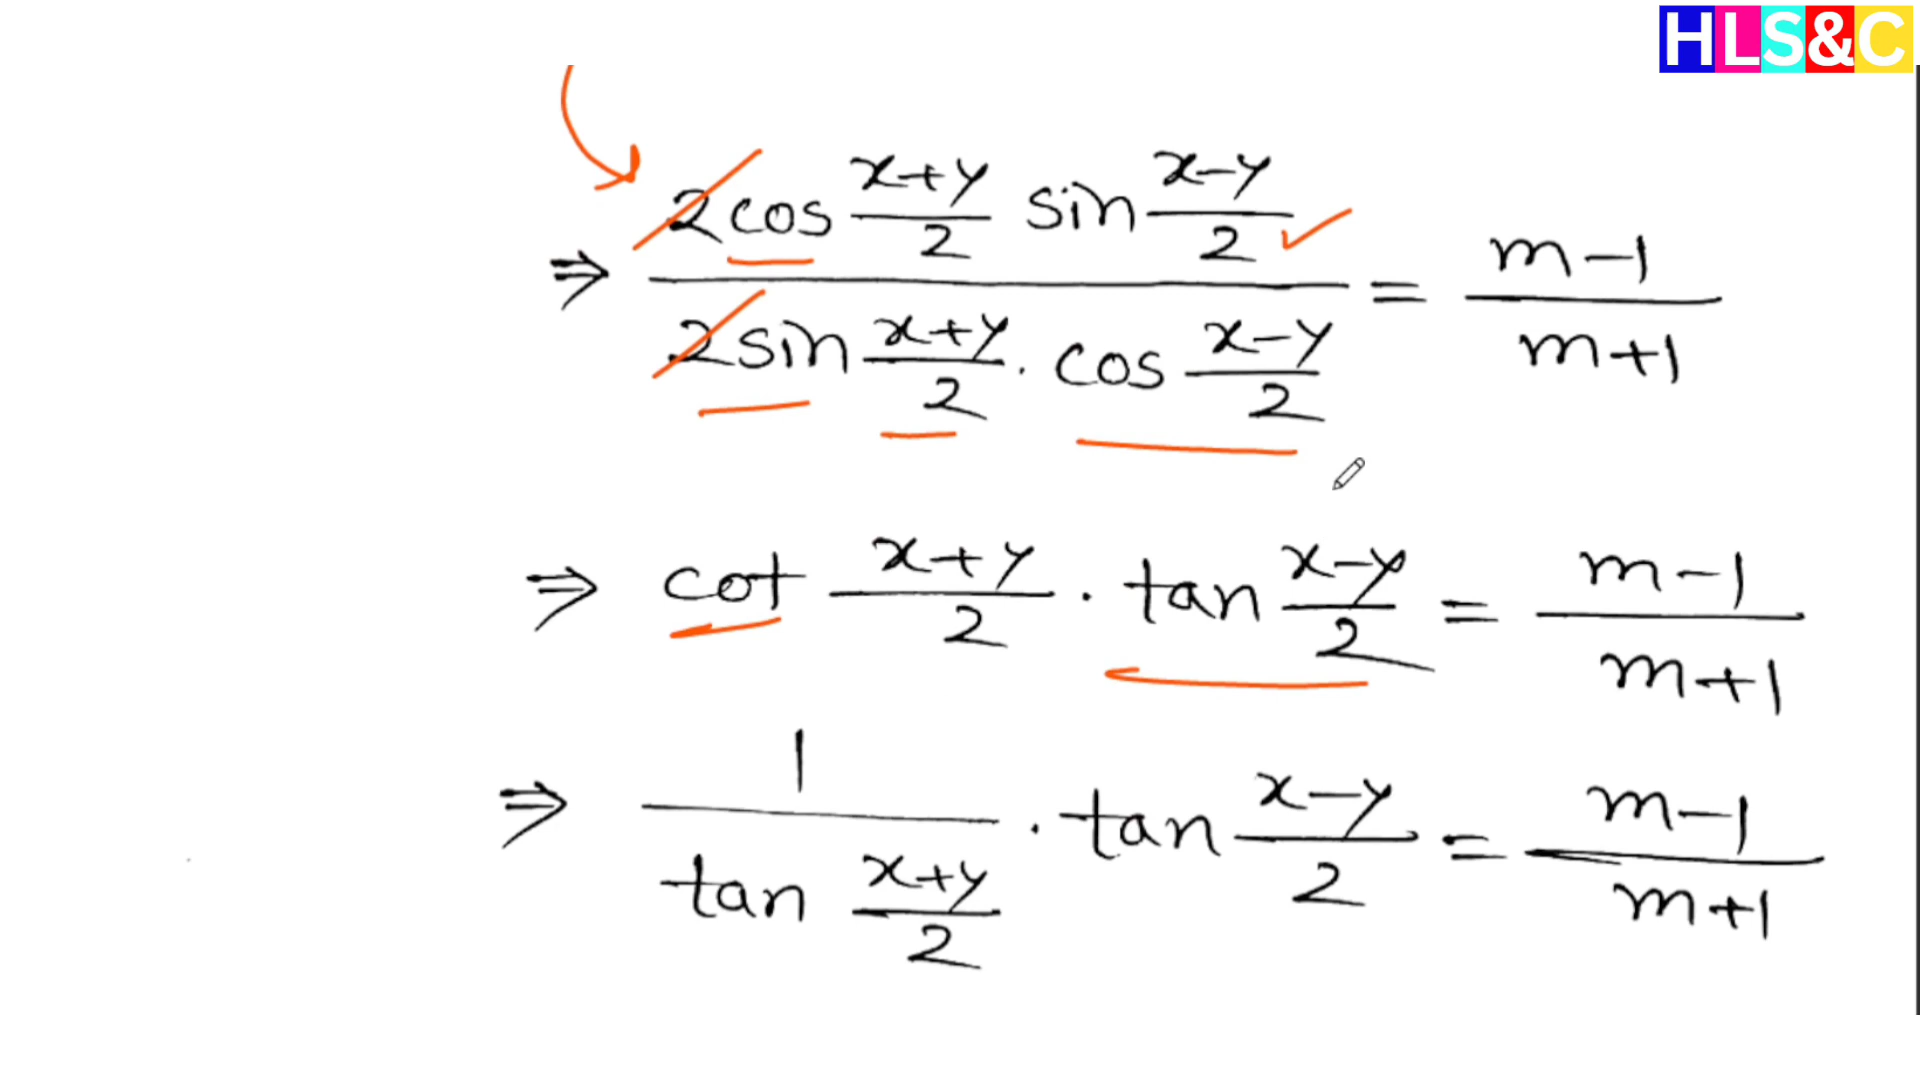 HLS&C
⇒ (2cos (x+y)/2 sin (x-y)/2) / (2sin (x+y)/2 . cos (x-y)/2) = (m-1)/(m+1)
⇒ cot (x+y)/2 . tan (x-y)/2 = (m-1)/(m+1)
⇒ 1/(tan (x+y)/2) . tan (x-y)/2 = (m-1)/(m+1)